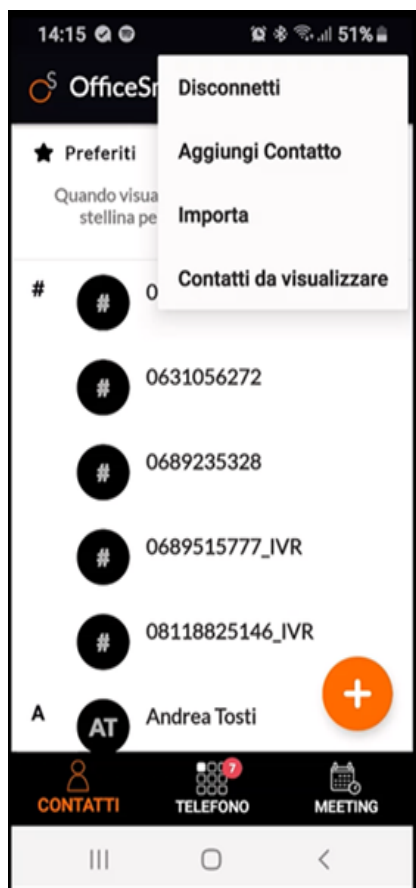 14:15 51%
OfficeSr
Disconnetti
Aggiungi Contatto
Importa
Contatti da visualizzare
Preferiti
Quando visua
stellina pe
# # 0
# 0631056272
# 0689235328
# 0689515777_IVR
# 08118825146_IVR
A AT Andrea Tosti
+
7
CONTATTI TELEFONO MEETING